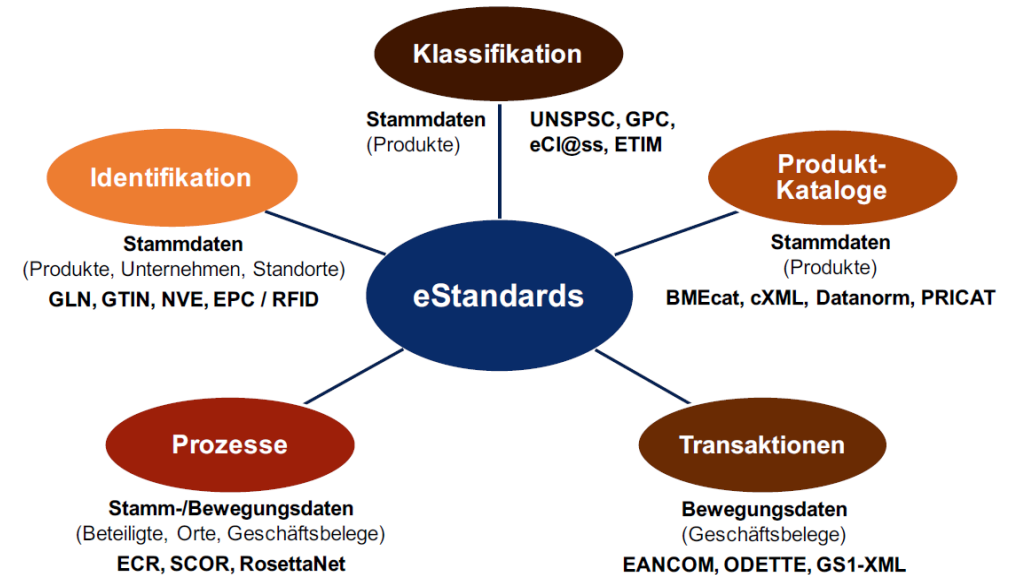 Klassifikation
Stammdaten
(Produkte)
UNSPSC, GPC,
eCl@ss, ETIM
Identifikation
Stammdaten
(Produkte, Unternehmen, Standorte)
GLN, GTIN, NVE, EPC / RFID
Produkt-
Kataloge
Stammdaten
(Produkte)
BMEcat, cXML, Datanorm, PRICAT
eStandards
Prozesse
Stamm-/Bewegungsdaten
(Beteiligte, Orte, Geschäftsbelege)
ECR, SCOR, RosettaNet
Transaktionen
Bewegungsdaten
(Geschäftsbelege)
EANCOM, ODETTE, GS1-XML